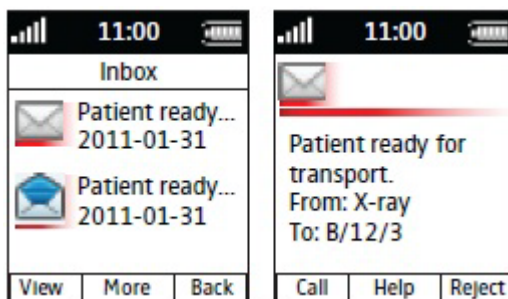 11:00
Inbox
Patient ready...
2011-01-31
Patient ready...
2011-01-31
View More Back
11:00
Patient ready for
transport.
From: X-ray
To: B/12/3
Call Help Reject